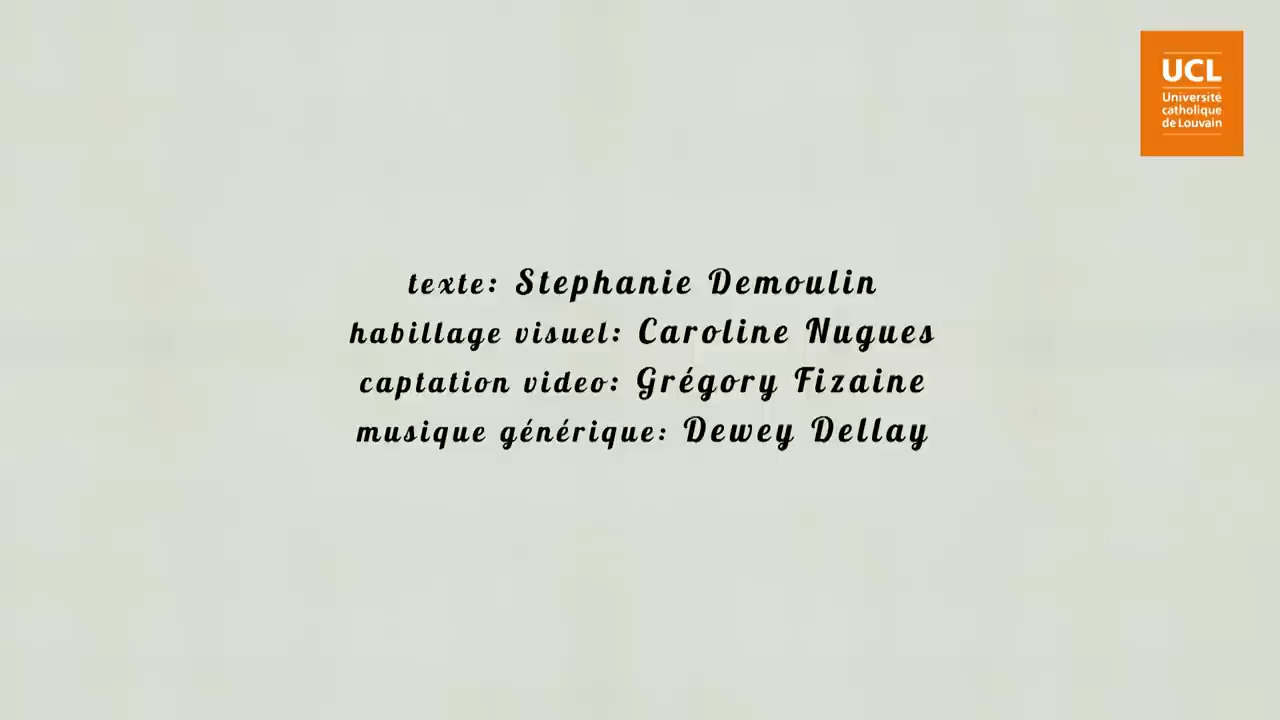 UCL
Université
catholique
de Louvain
texte: Stephanie Demoulin
habillage visuel: Caroline Nugues
captation video: Grégory Fizaine
musique générique: Dewey Dellay